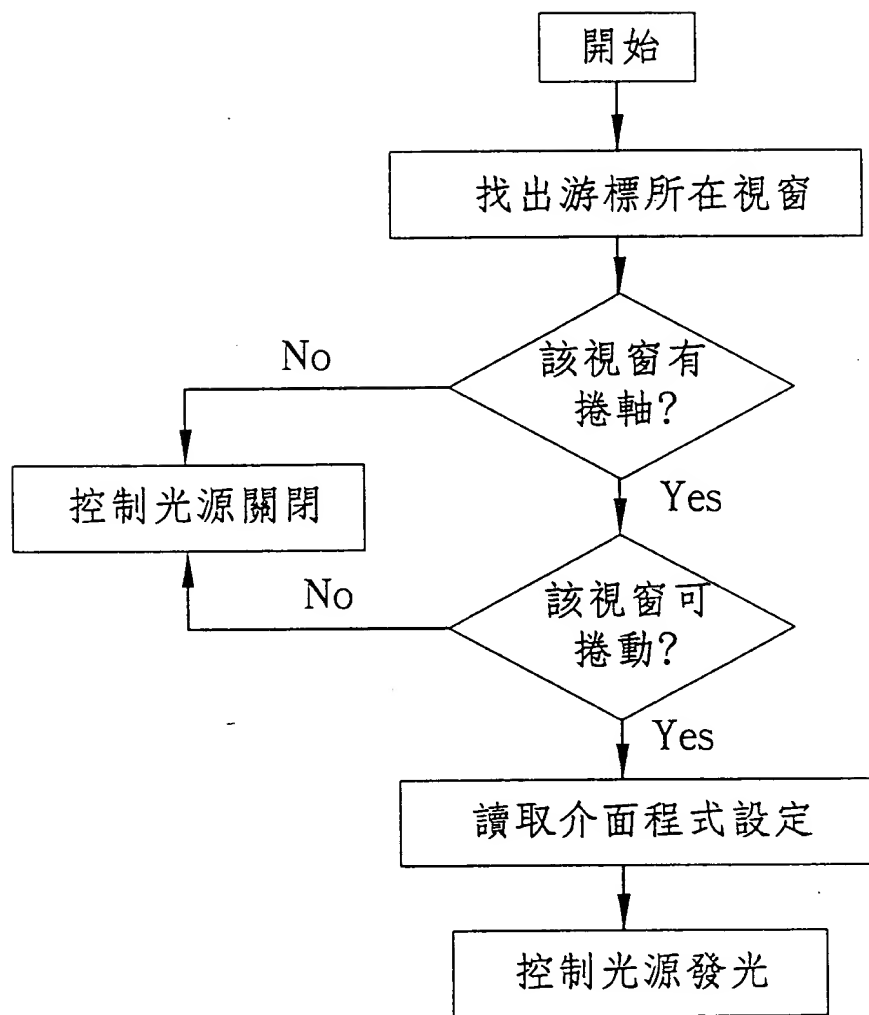 開始
找出游標所在視窗
該視窗有
捲軸?
No
Yes
控制光源關閉
該視窗可
捲動?
No
Yes
讀取介面程式設定
控制光源發光